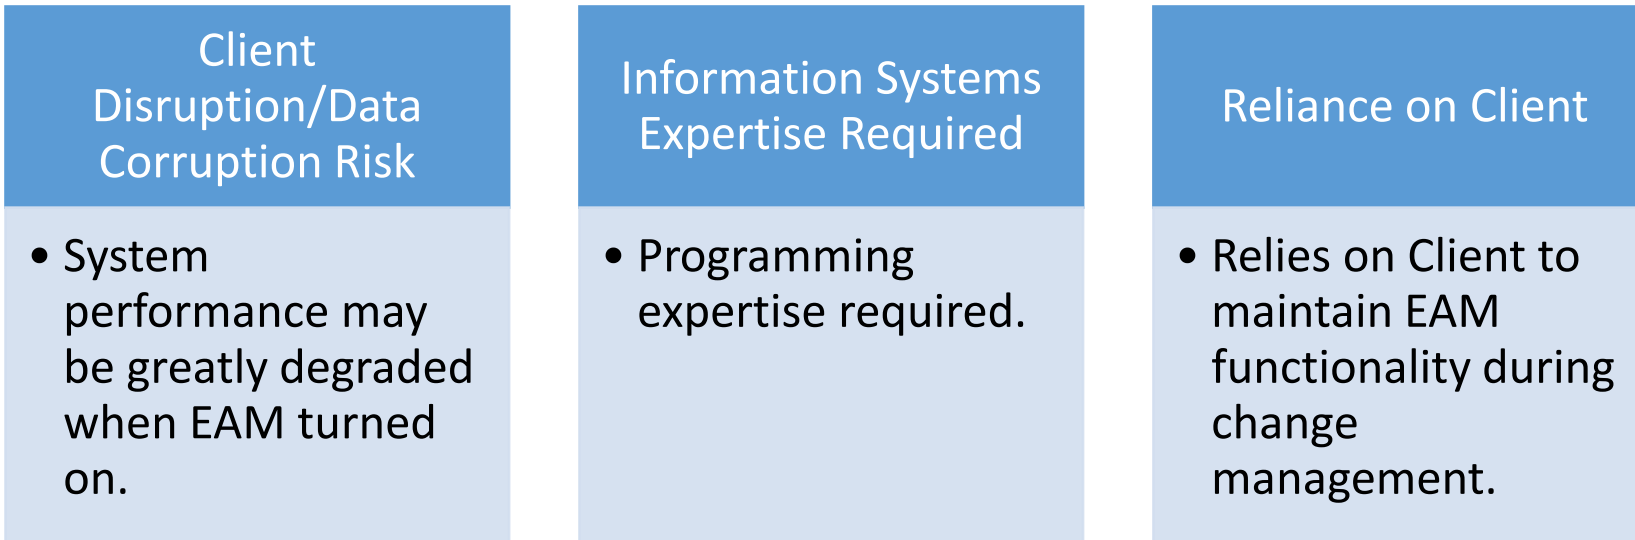 Client
Disruption/Data
Corruption Risk
• System
performance may
be greatly degraded
when EAM turned
on.
Information Systems
Expertise Required
• Programming
expertise required.
Reliance on Client
• Relies on Client to
maintain EAM
functionality during
change
management.